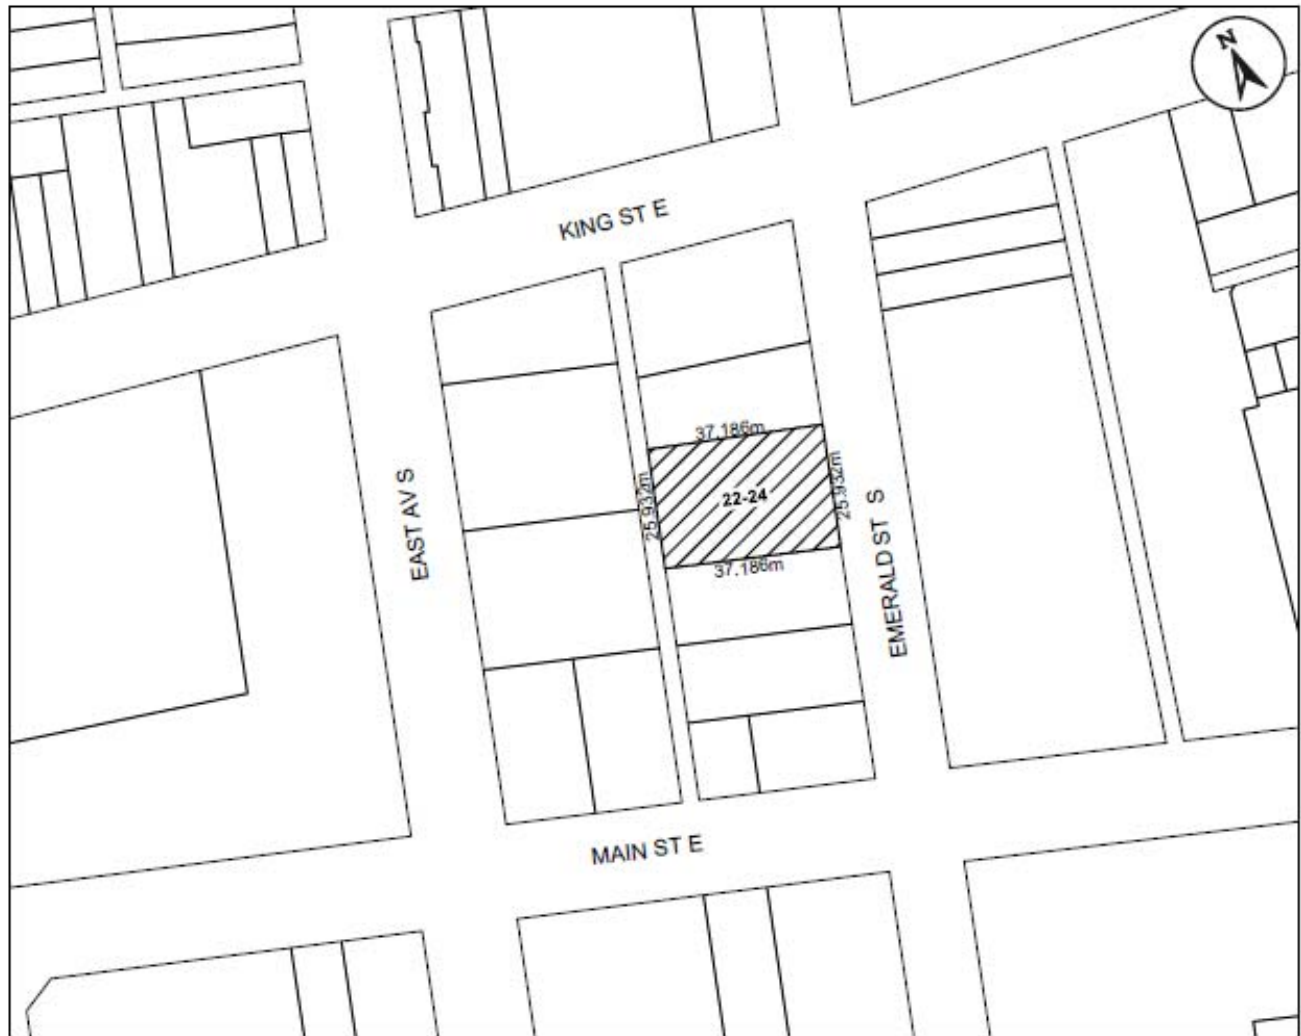 N
KING ST E
37.186m
25.932m
22-24
25.932m
37.186m
EAST AV S
EMERALD ST S
MAIN ST E